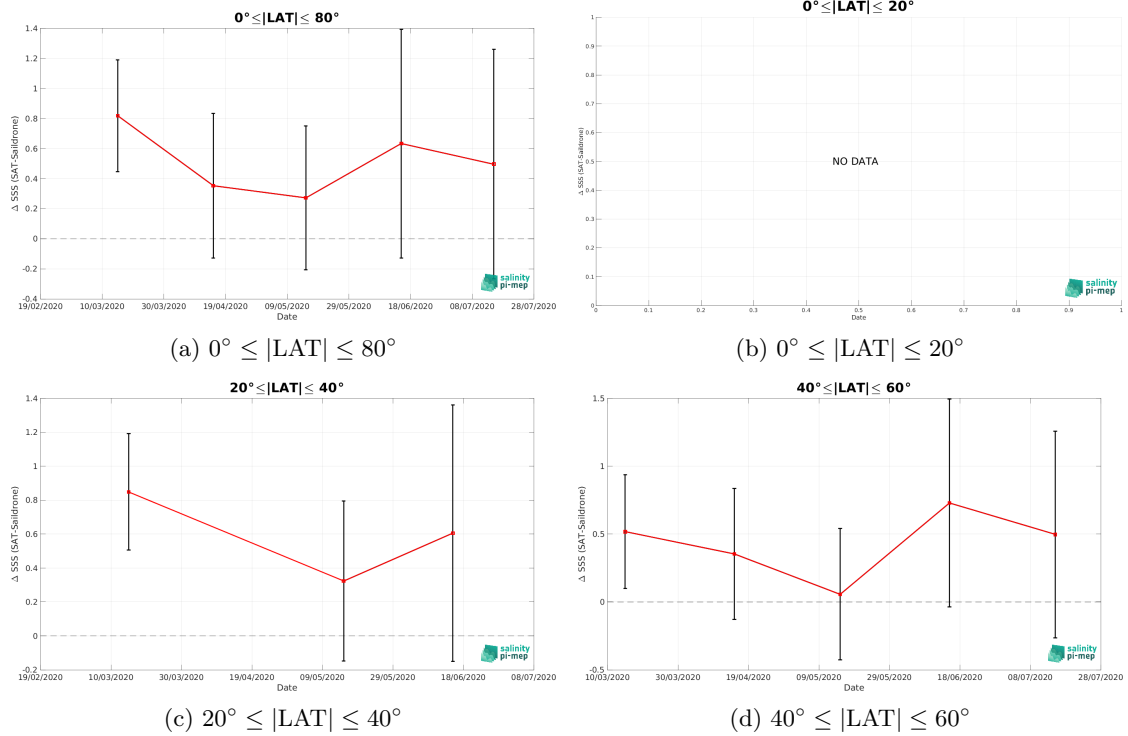 0°≤|LAT|≤ 80°
1.4
1.2
1
0.8
0.6
0.4
0.2
0
-0.2
-0.4
Δ SSS (SAT-Saildrone)
19/02/2020 10/03/2020 30/03/2020 19/04/2020 09/05/2020 29/05/2020 18/06/2020 08/07/2020 28/07/2020
Date
salinity
pi-mep
(a) 0° ≤ |LAT| ≤ 80°
0°≤|LAT|≤ 20°
1
0.9
0.8
0.7
0.6
0.5
0.4
0.3
0.2
0.1
0
Δ SSS (SAT-Saildrone)
NO DATA
0 0.1 0.2 0.3 0.4 0.5 0.6 0.7 0.8 0.9 1
Date
salinity
pi-mep
(b) 0° ≤ |LAT| ≤ 20°
20°≤|LAT|≤ 40°
1.4
1.2
1
0.8
0.6
0.4
0.2
0
-0.2
Δ SSS (SAT-Saildrone)
19/02/2020 10/03/2020 30/03/2020 19/04/2020 09/05/2020 29/05/2020 18/06/2020 08/07/2020
Date
salinity
pi-mep
(c) 20° ≤ |LAT| ≤ 40°
40°≤|LAT|≤ 60°
1.5
1
0.5
0
-0.5
Δ SSS (SAT-Saildrone)
10/03/2020 30/03/2020 19/04/2020 09/05/2020 29/05/2020 18/06/2020 08/07/2020 28/07/2020
Date
salinity
pi-mep
(d) 40° ≤ |LAT| ≤ 60°